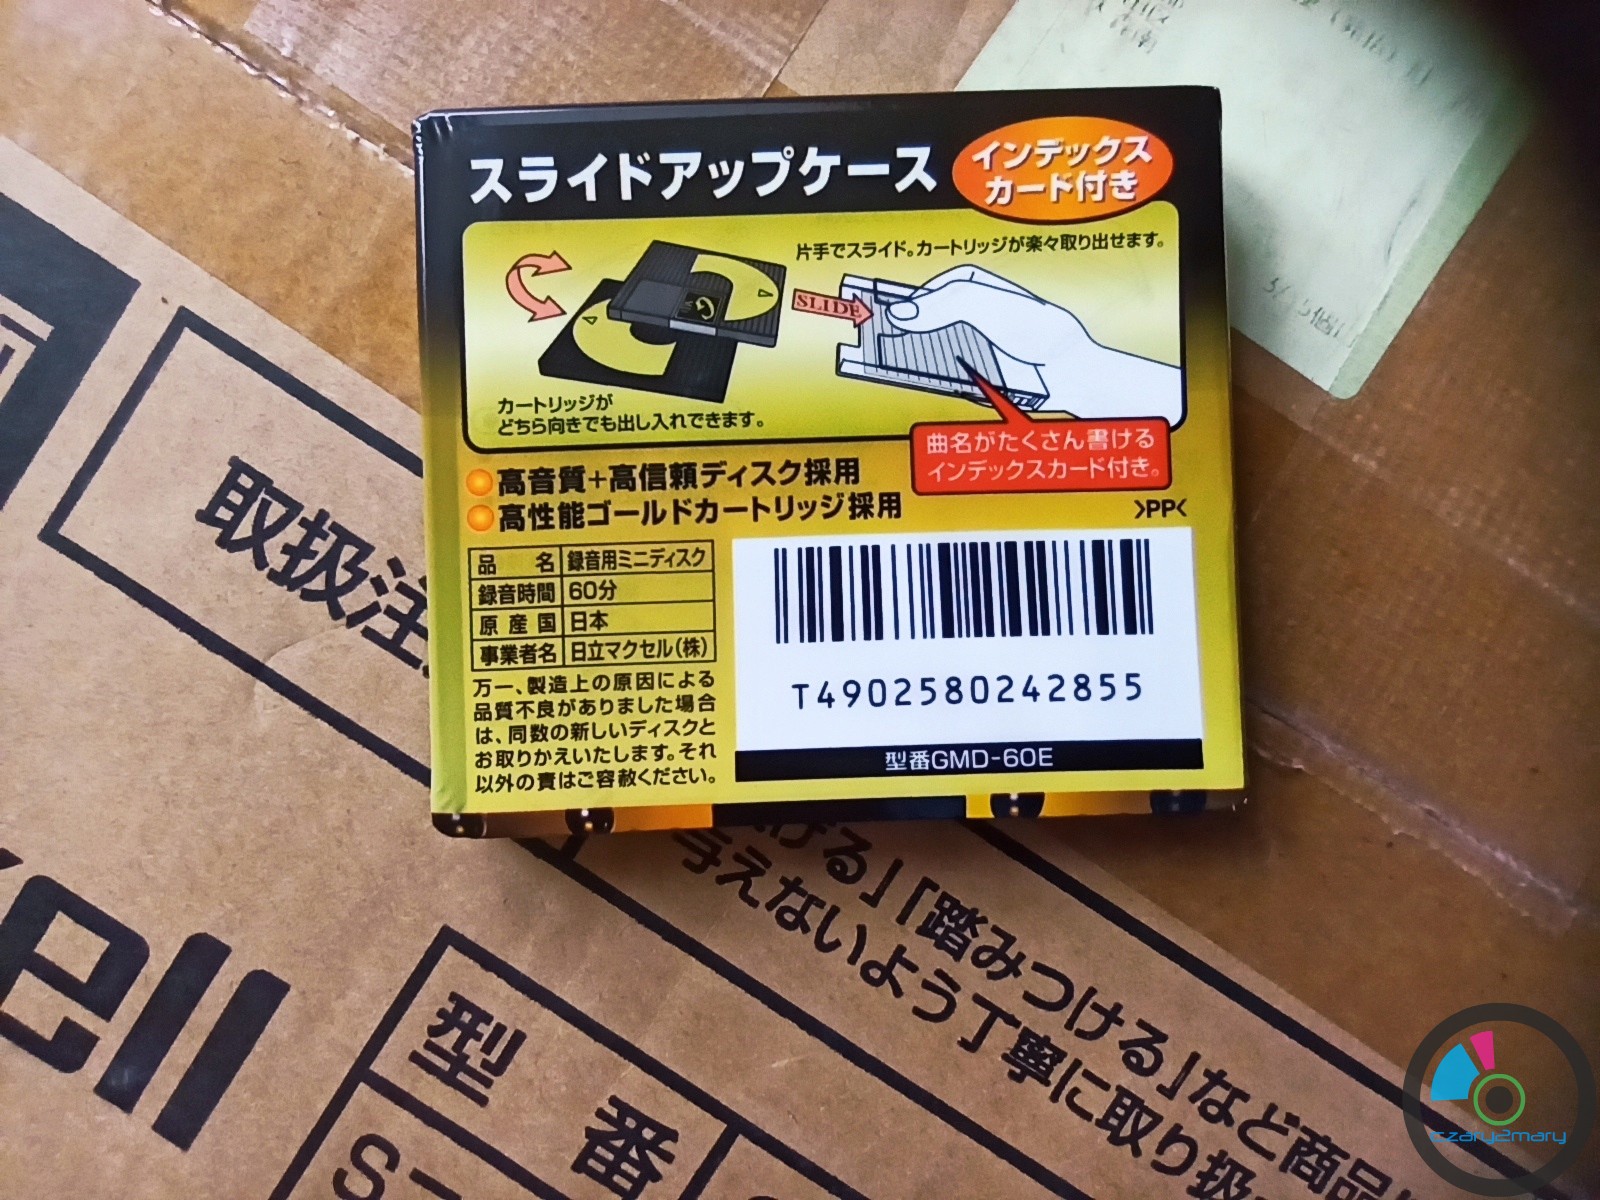 スライドアップケース
インデックス
カード付き
片手でスライド。カートリッジが楽々取り出せます。
SLIDE
カートリッジが
どちら向きでも出し入れできます。
曲名がたくさん書ける
インデックスカード付き。
高音質+高信頼ディスク採用
高性能ゴールドカートリッジ採用
>PP<
品名 録音用ミニディスク
録音時間 60分
原産国 日本
事業者名 日立マクセル(株)
万一、製造上の原因による
品質不良がありました場合
は、同数の新しいディスクと
お取りかえいたします。それ
以外の責はご容赦ください。
T4902580242855
型番GMD-60E
取扱注
ell
ける」「踏みつける」など商品
与えないよう丁寧に取り扱
型番
S-
czary2mary